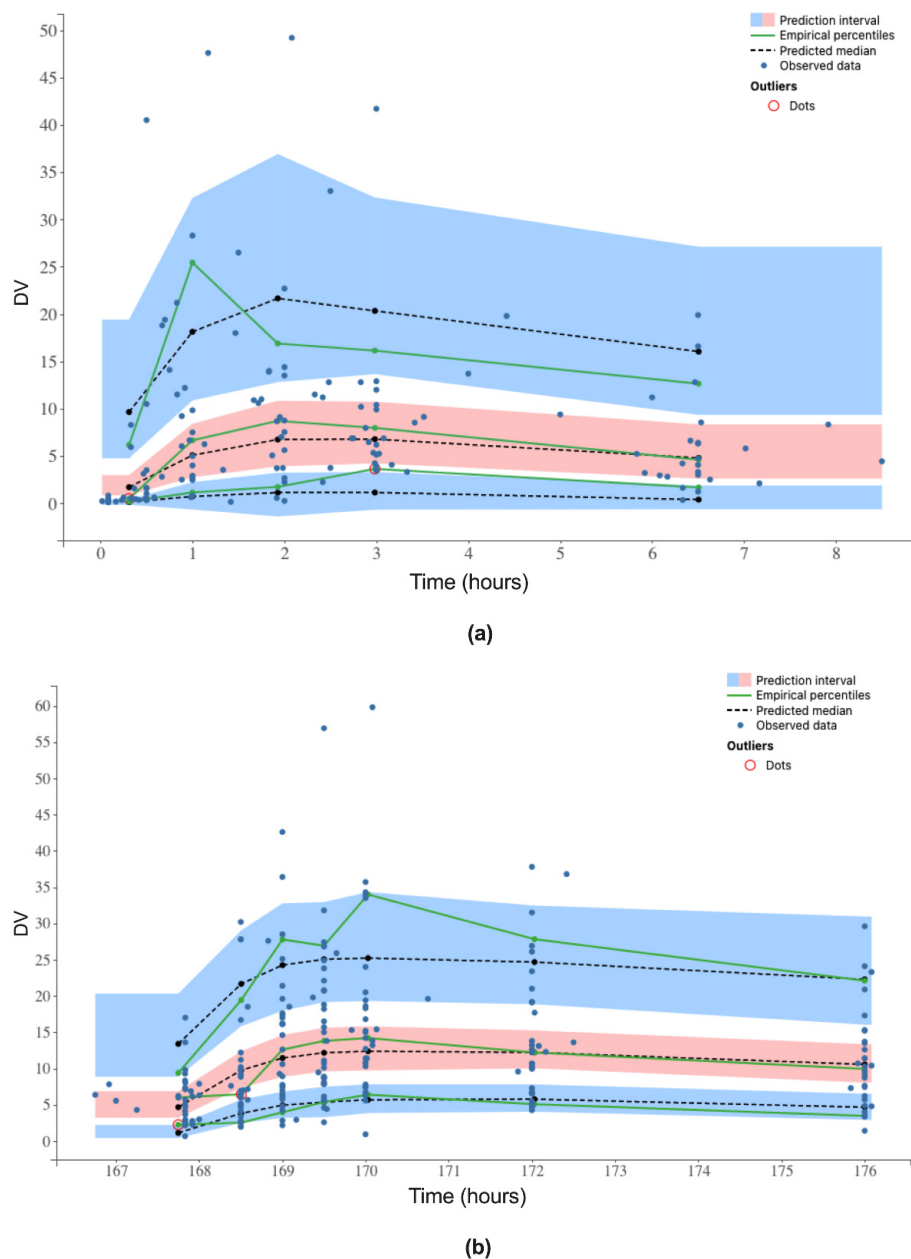 50
45
40
35
30
25
20
15
10
5
0
DV
Prediction interval
Empirical percentiles
Predicted median
Observed data
Outliers
Dots
0 1 2 3 4 5 6 7 8
Time (hours)
(a)
60
55
50
45
40
35
30
25
20
15
10
5
0
DV
Prediction interval
Empirical percentiles
Predicted median
Observed data
Outliers
Dots
167 168 169 170 171 172 173 174 175 176
Time (hours)
(b)